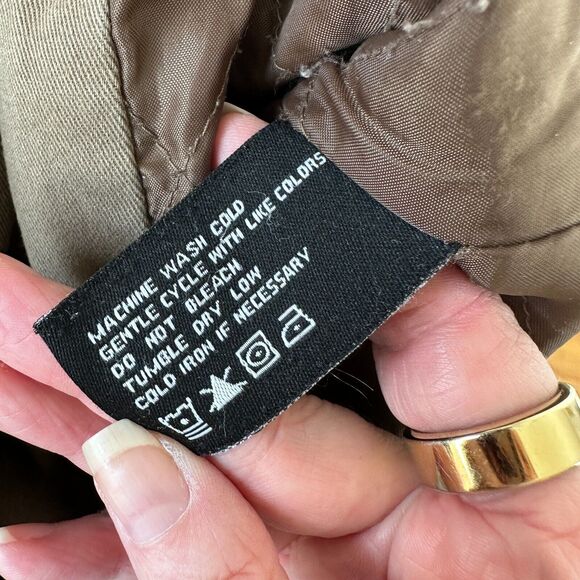 MACHINE WASH COLD
GENTLE CYCLE WITH LIKE COLORS
DO NOT BLEACH
TUMBLE DRY LOW
COLD IRON IF NECESSARY